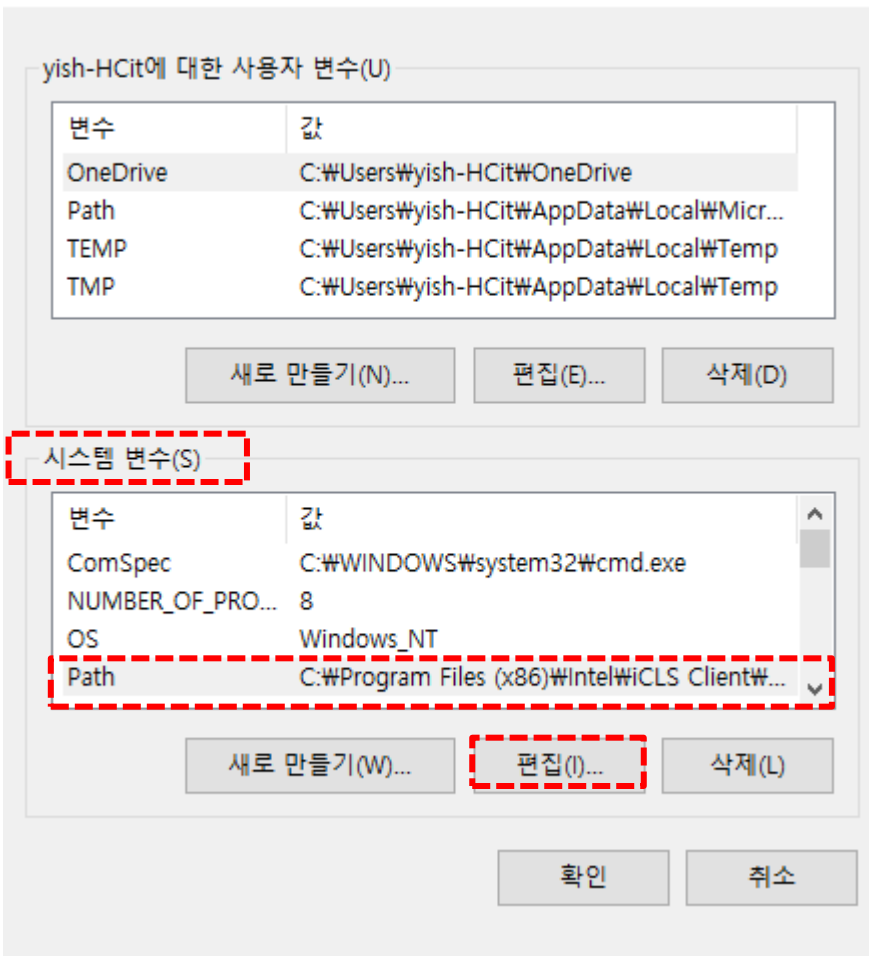 yish-HCit에 대한 사용자 변수(U)
변수 값
OneDrive C:₩Users₩yish-HCit₩OneDrive
Path C:₩Users₩yish-HCit₩AppData₩Local₩Micr...
TEMP C:₩Users₩yish-HCit₩AppData₩Local₩Temp
TMP C:₩Users₩yish-HCit₩AppData₩Local₩Temp
새로 만들기(N)... 편집(E)... 삭제(D)
시스템 변수(S)
변수 값
ComSpec C:₩WINDOWS₩system32₩cmd.exe
NUMBER_OF_PRO... 8
OS Windows_NT
Path C:₩Program Files (x86)₩Intel₩iCLS Client₩...
새로 만들기(W)... 편집(I)... 삭제(L)
확인 취소